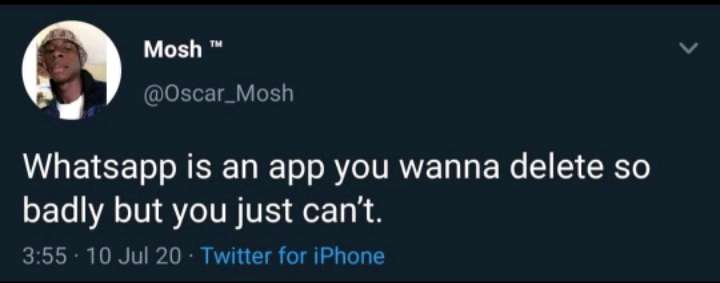 Mosh ™
@Oscar_Mosh
Whatsapp is an app you wanna delete so
badly but you just can’t.
3:55 · 10 Jul 20 · Twitter for iPhone